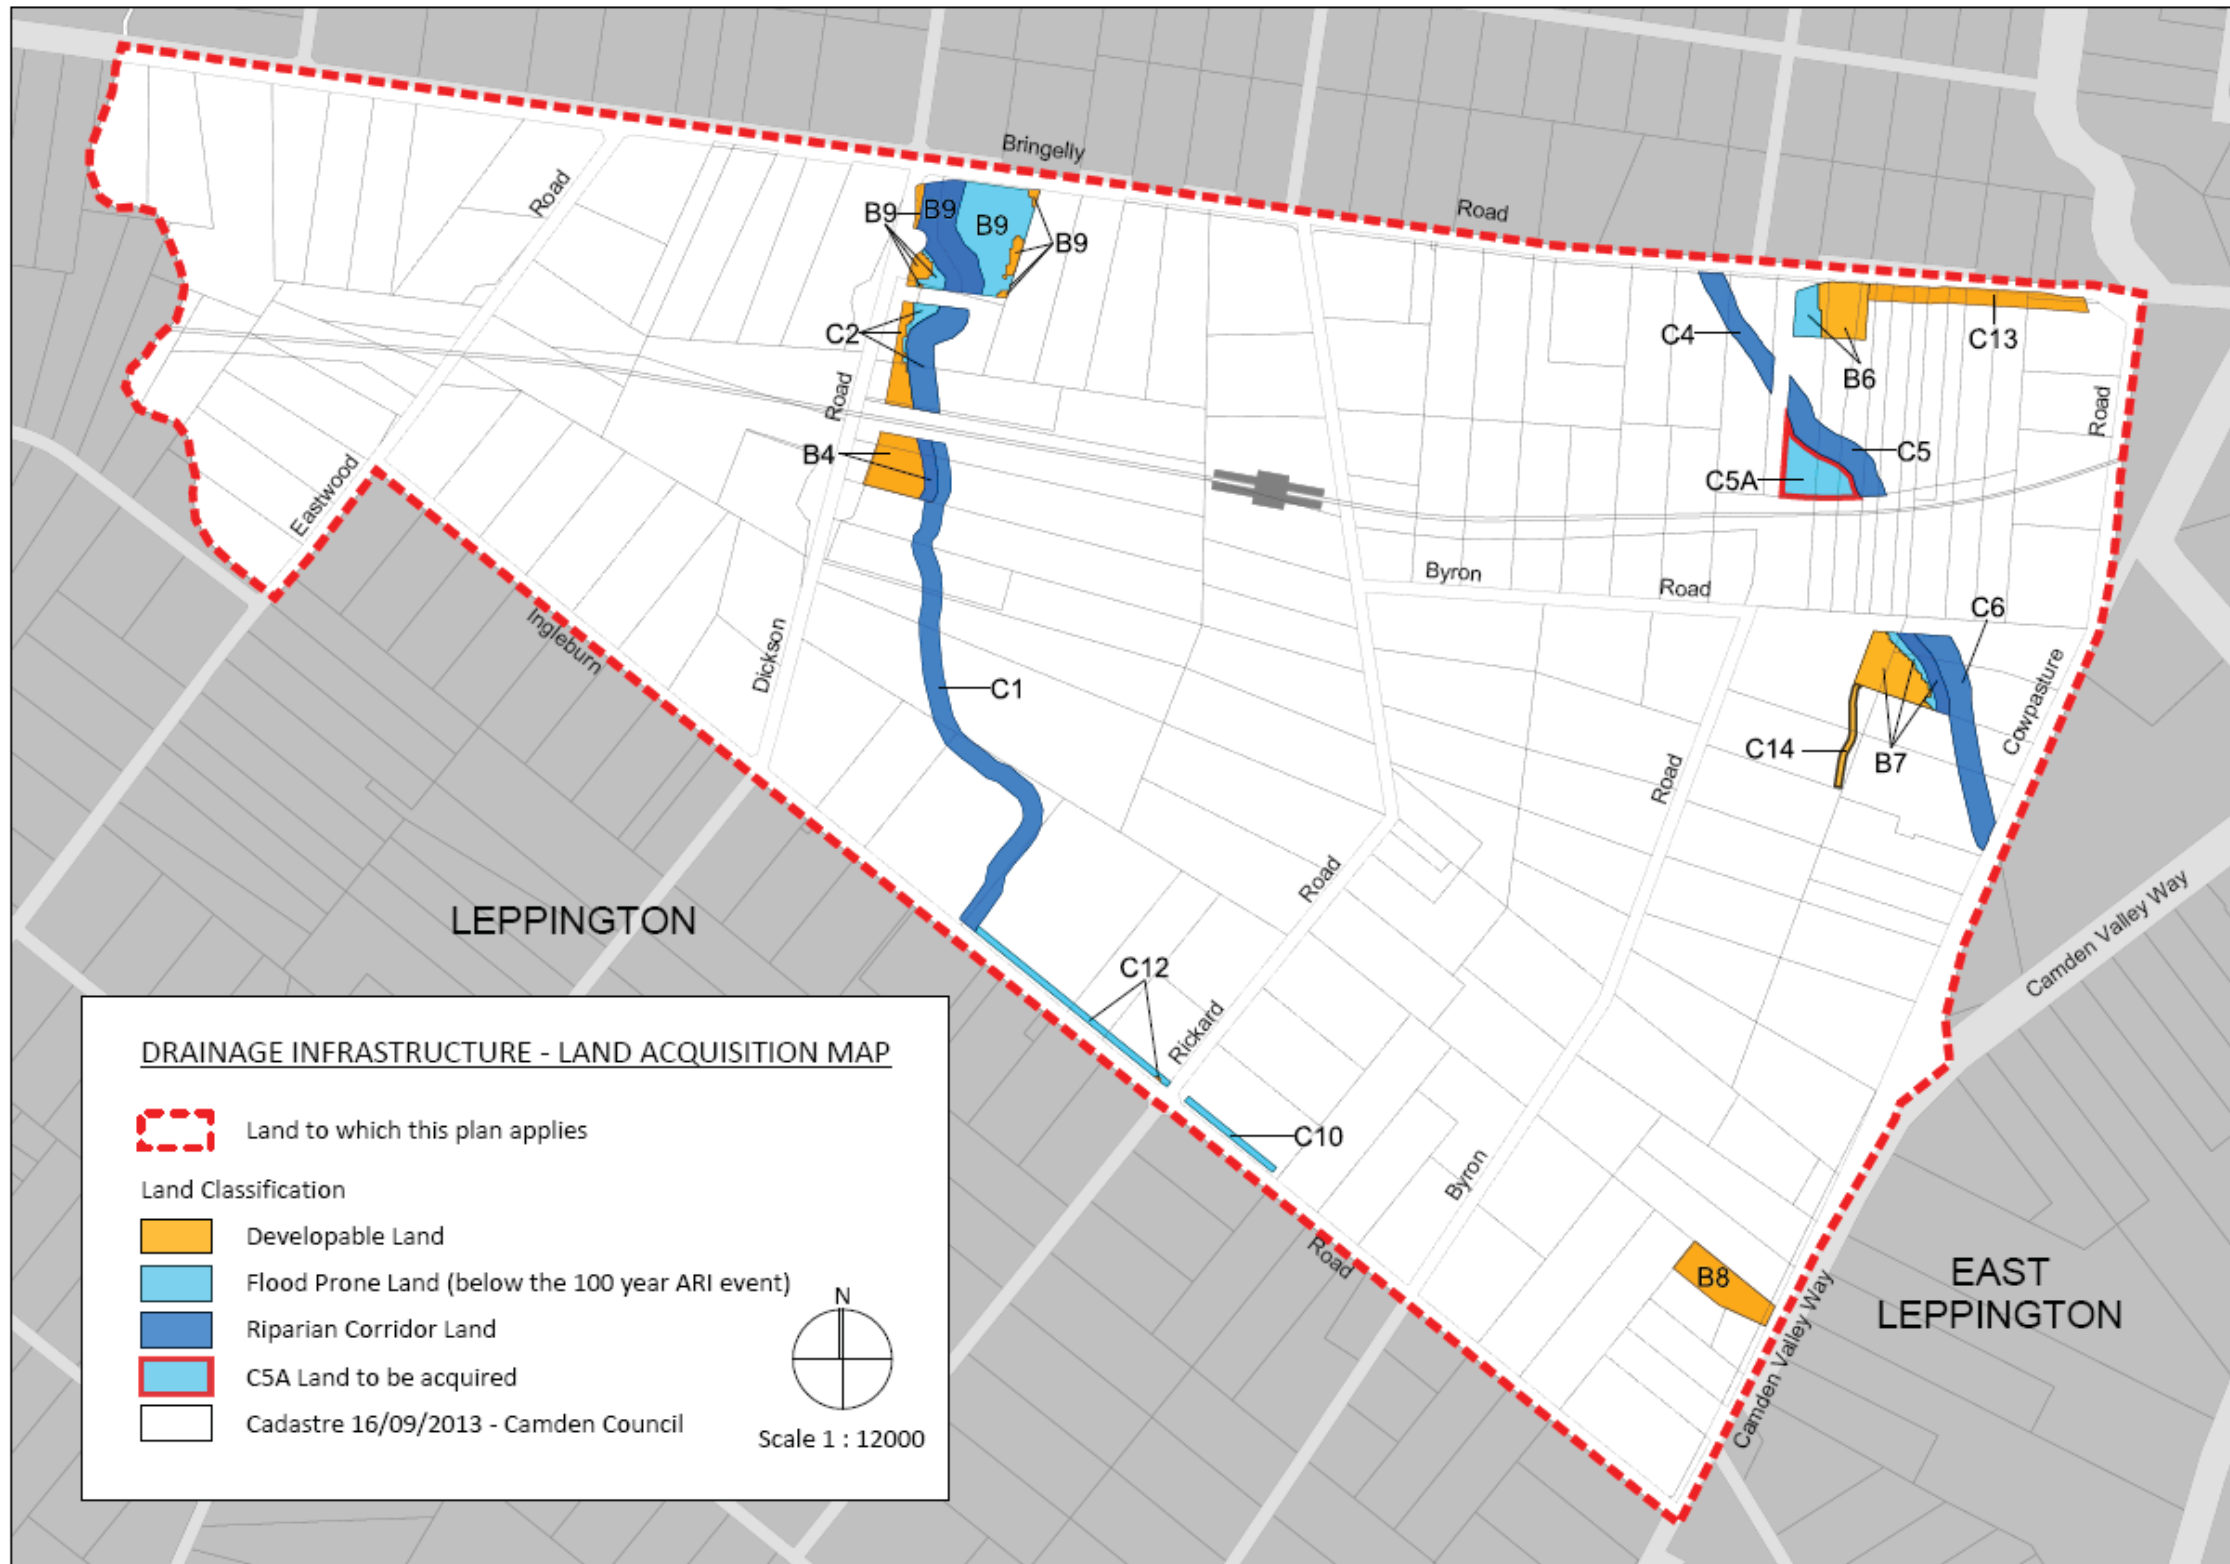 Bringelly
Road
Road
B9
B9
B9
B9
C2
Road
B4
C4
B6
C13
Road
C5
C5A
Eastwood
Ingleburn
Dickson
C1
Byron
Road
C6
Cowpasture
C14
B7
Road
Road
Camden Valley Way
LEPPINGTON
C12
Rickard
C10
Byron
Road
B8
Camden Valley Way
EAST
LEPPINGTON
DRAINAGE INFRASTRUCTURE - LAND ACQUISITION MAP
Land to which this plan applies
Land Classification
Developable Land
Flood Prone Land (below the 100 year ARI event)
Riparian Corridor Land
C5A Land to be acquired
Cadastre 16/09/2013 - Camden Council
N
Scale 1 : 12000